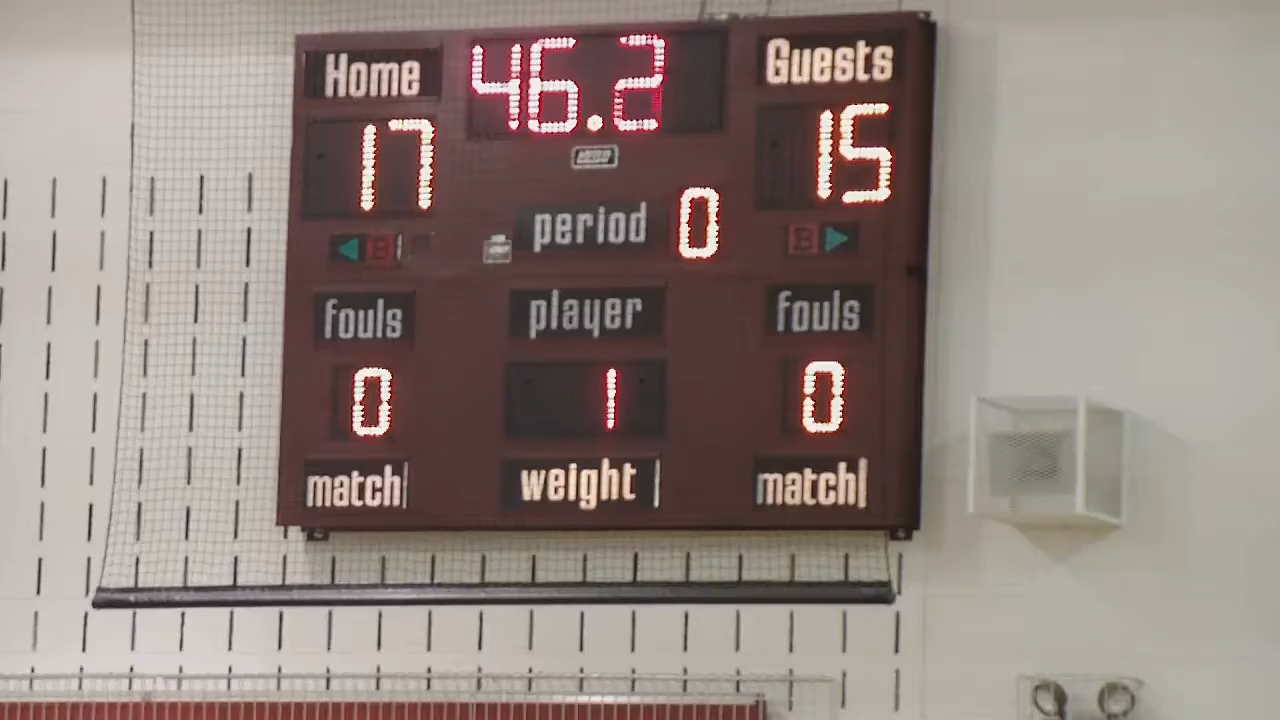 Home 46.2 Guests
17 15
period 0
B B
fouls player fouls
0 1 0
match weight match